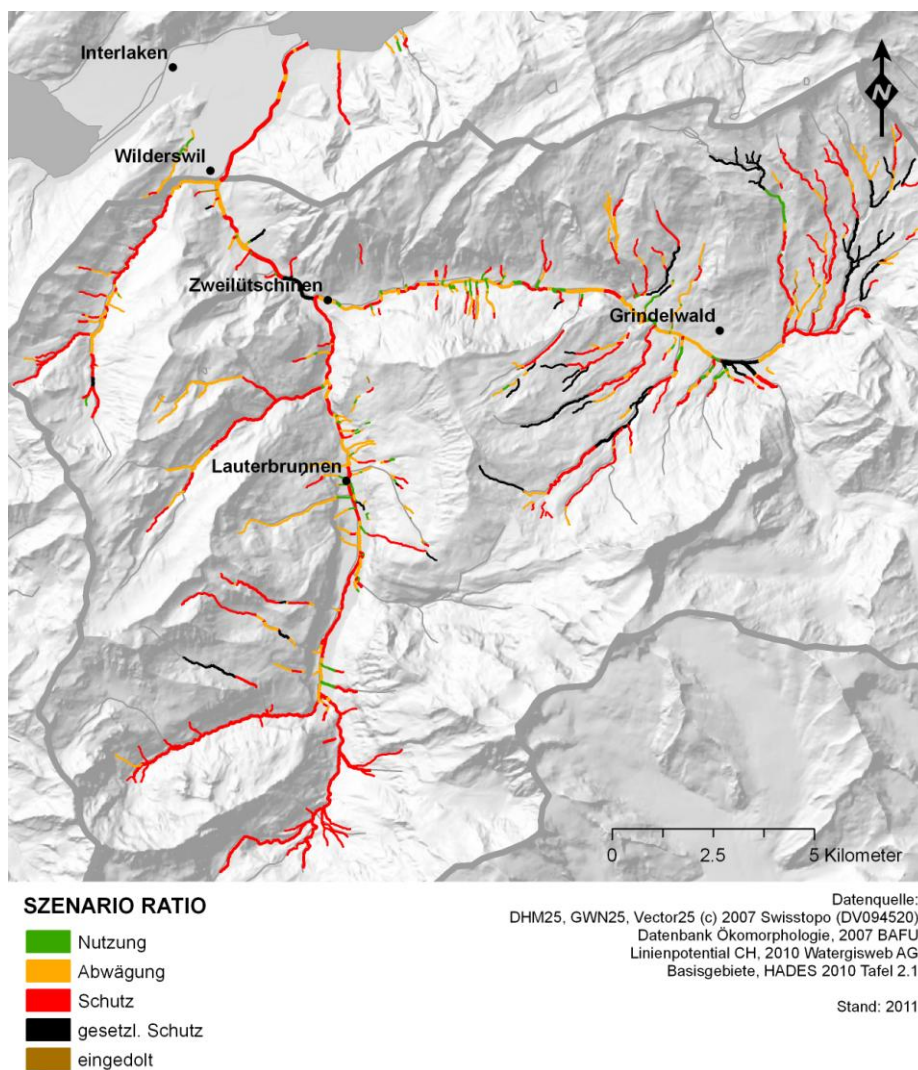 Interlaken
N
Wilderswil
Zweilütschinen
Grindelwald
Lauterbrunnen
0 2.5 5 Kilometer
SZENARIO RATIO
Nutzung
Abwägung
Schutz
gesetzl. Schutz
eingedolt
Datenquelle:
DHM25, GWN25, Vector25 (c) 2007 Swisstopo (DV094520)
Datenbank Ökomorphologie, 2007 BAFU
Linienpotential CH, 2010 Watergisweb AG
Basisgebiete, HADES 2010 Tafel 2.1
Stand: 2011